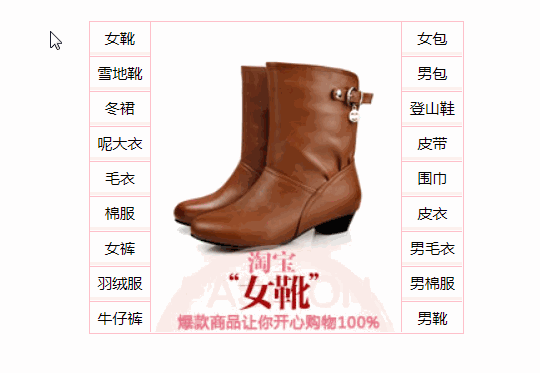 女靴
雪地靴
冬裙
呢大衣
毛衣
棉服
女裤
羽绒服
牛仔裤
淘宝
“女靴”
爆款商品让你开心购物100%
女包
男包
登山鞋
皮带
围巾
皮衣
男毛衣
男棉服
男靴